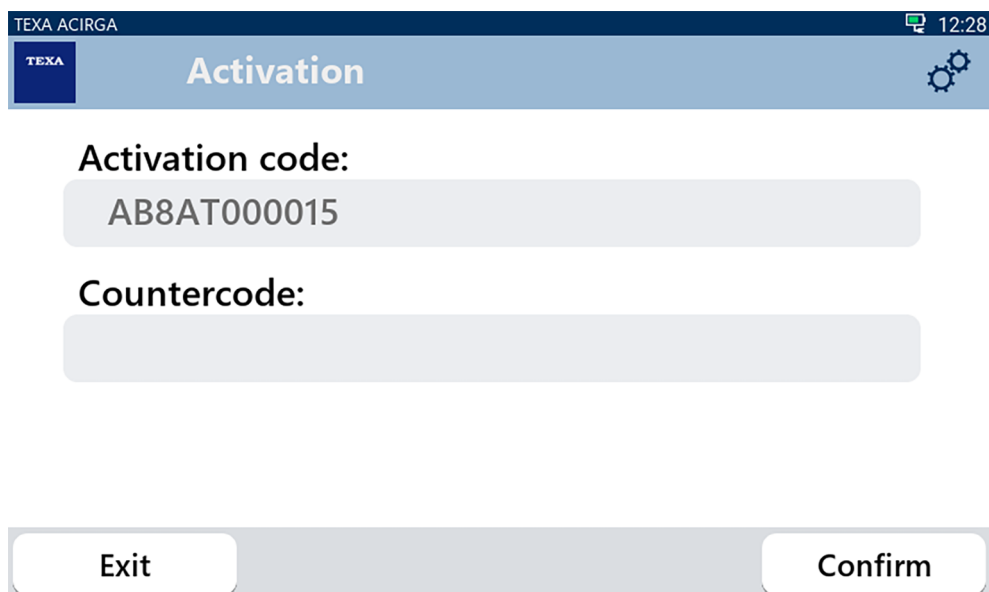 TEXA ACIRGA 12:28
TEXA Activation
Activation code:
AB8AT000015
Countercode:
Exit Confirm